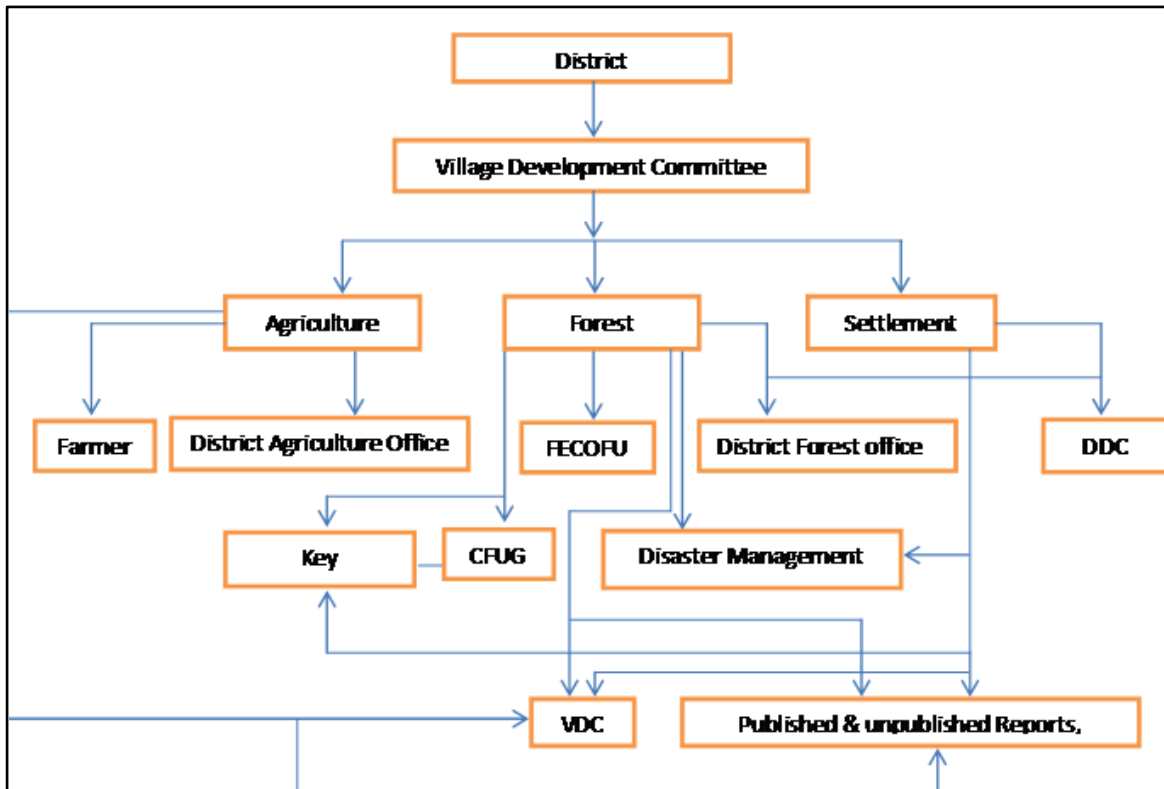 District
Village Development Committee
Agriculture
Forest
Settlement
Farmer
District Agriculture Office
FECOFU
District Forest office
DDC
Key
CFUG
Disaster Management
VDC
Published & unpublished Reports,